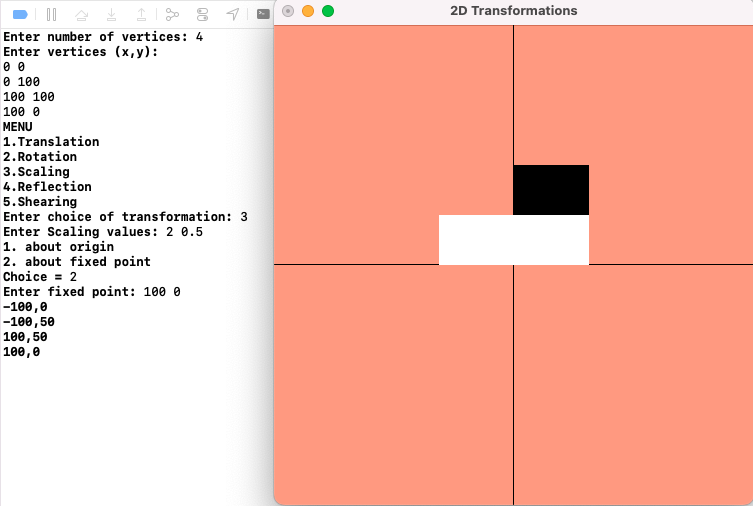 2D Transformations
Enter number of vertices: 4
Enter vertices (x,y):
0 0
0 100
100 100
100 0
MENU
1.Translation
2.Rotation
3.Scaling
4.Reflection
5.Shearing
Enter choice of transformation: 3
Enter Scaling values: 2 0.5
1. about origin
2. about fixed point
Choice = 2
Enter fixed point: 100 0
-100,0
-100,50
100,50
100,0